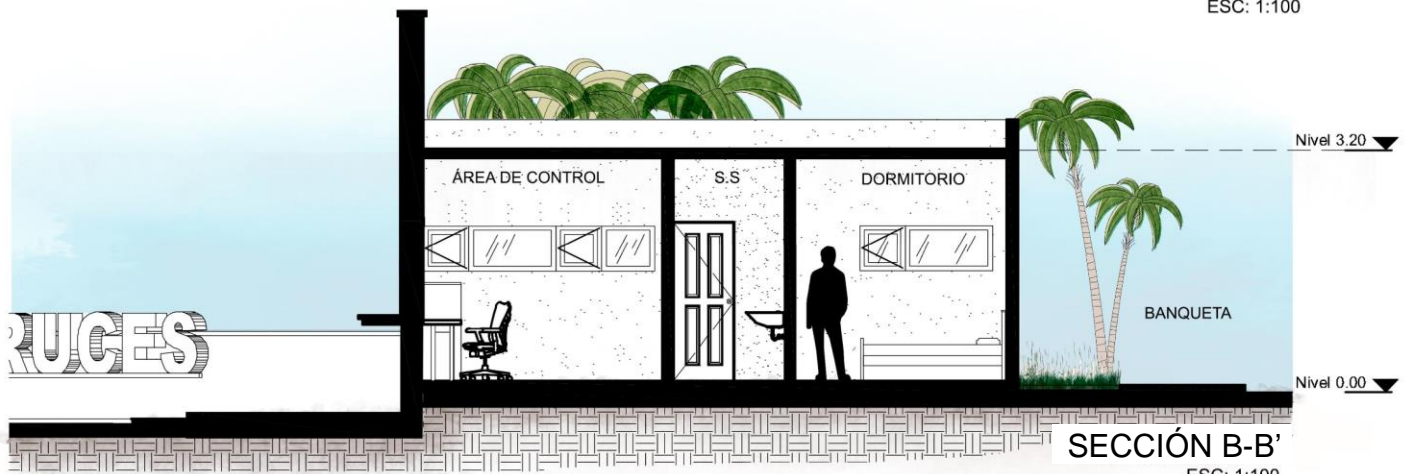 ESC: 1:100
Nivel 3.20
ÁREA DE CONTROL
S.S
DORMITORIO
BANQUETA
RUCES
Nivel 0.00
SECCIÓN B-B’
ESC: 1:100